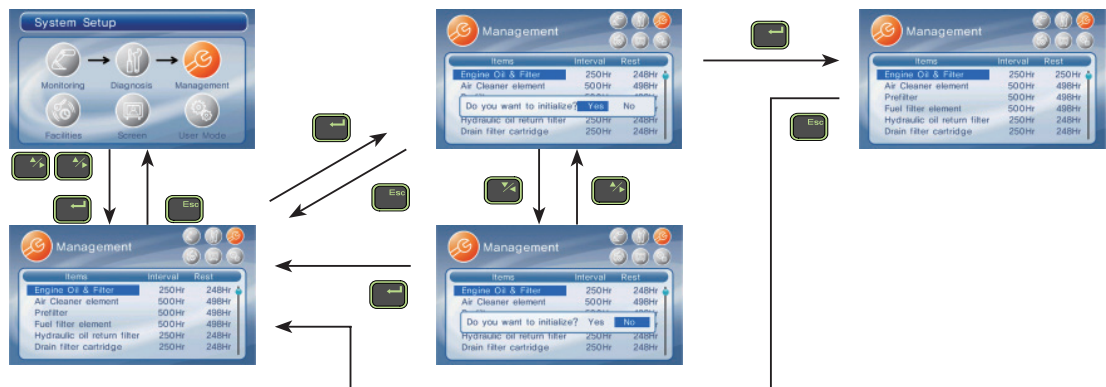 System Setup
Monitoring Diagnosis Management
Facilities Screen User Mode
Esc
Management
Items Interval Rest
Engine Oil & Filter 250Hr 248Hr
Air Cleaner element 500Hr 498Hr
Prefilter 500Hr 498Hr
Fuel filter element 500Hr 498Hr
Hydraulic oil return filter 250Hr 248Hr
Drain filter cartridge 250Hr 248Hr
Esc
Management
Items Interval Rest
Engine Oil & Filter 250Hr 248Hr
Air Cleaner element 500Hr 498Hr
Do you want to initialize? Yes No
Hydraulic oil return filter 250Hr 248Hr
Drain filter cartridge 250Hr 248Hr
Management
Items Interval Rest
Engine Oil & Filter 250Hr 248Hr
Air Cleaner element 500Hr 498Hr
Do you want to initialize? Yes No
Hydraulic oil return filter 250Hr 248Hr
Drain filter cartridge 250Hr 248Hr
Management
Items Interval Rest
Engine Oil & Filter 250Hr 250Hr
Air Cleaner element 500Hr 498Hr
Prefilter 500Hr 498Hr
Fuel filter element 500Hr 498Hr
Hydraulic oil return filter 250Hr 248Hr
Drain filter cartridge 250Hr 248Hr
Esc